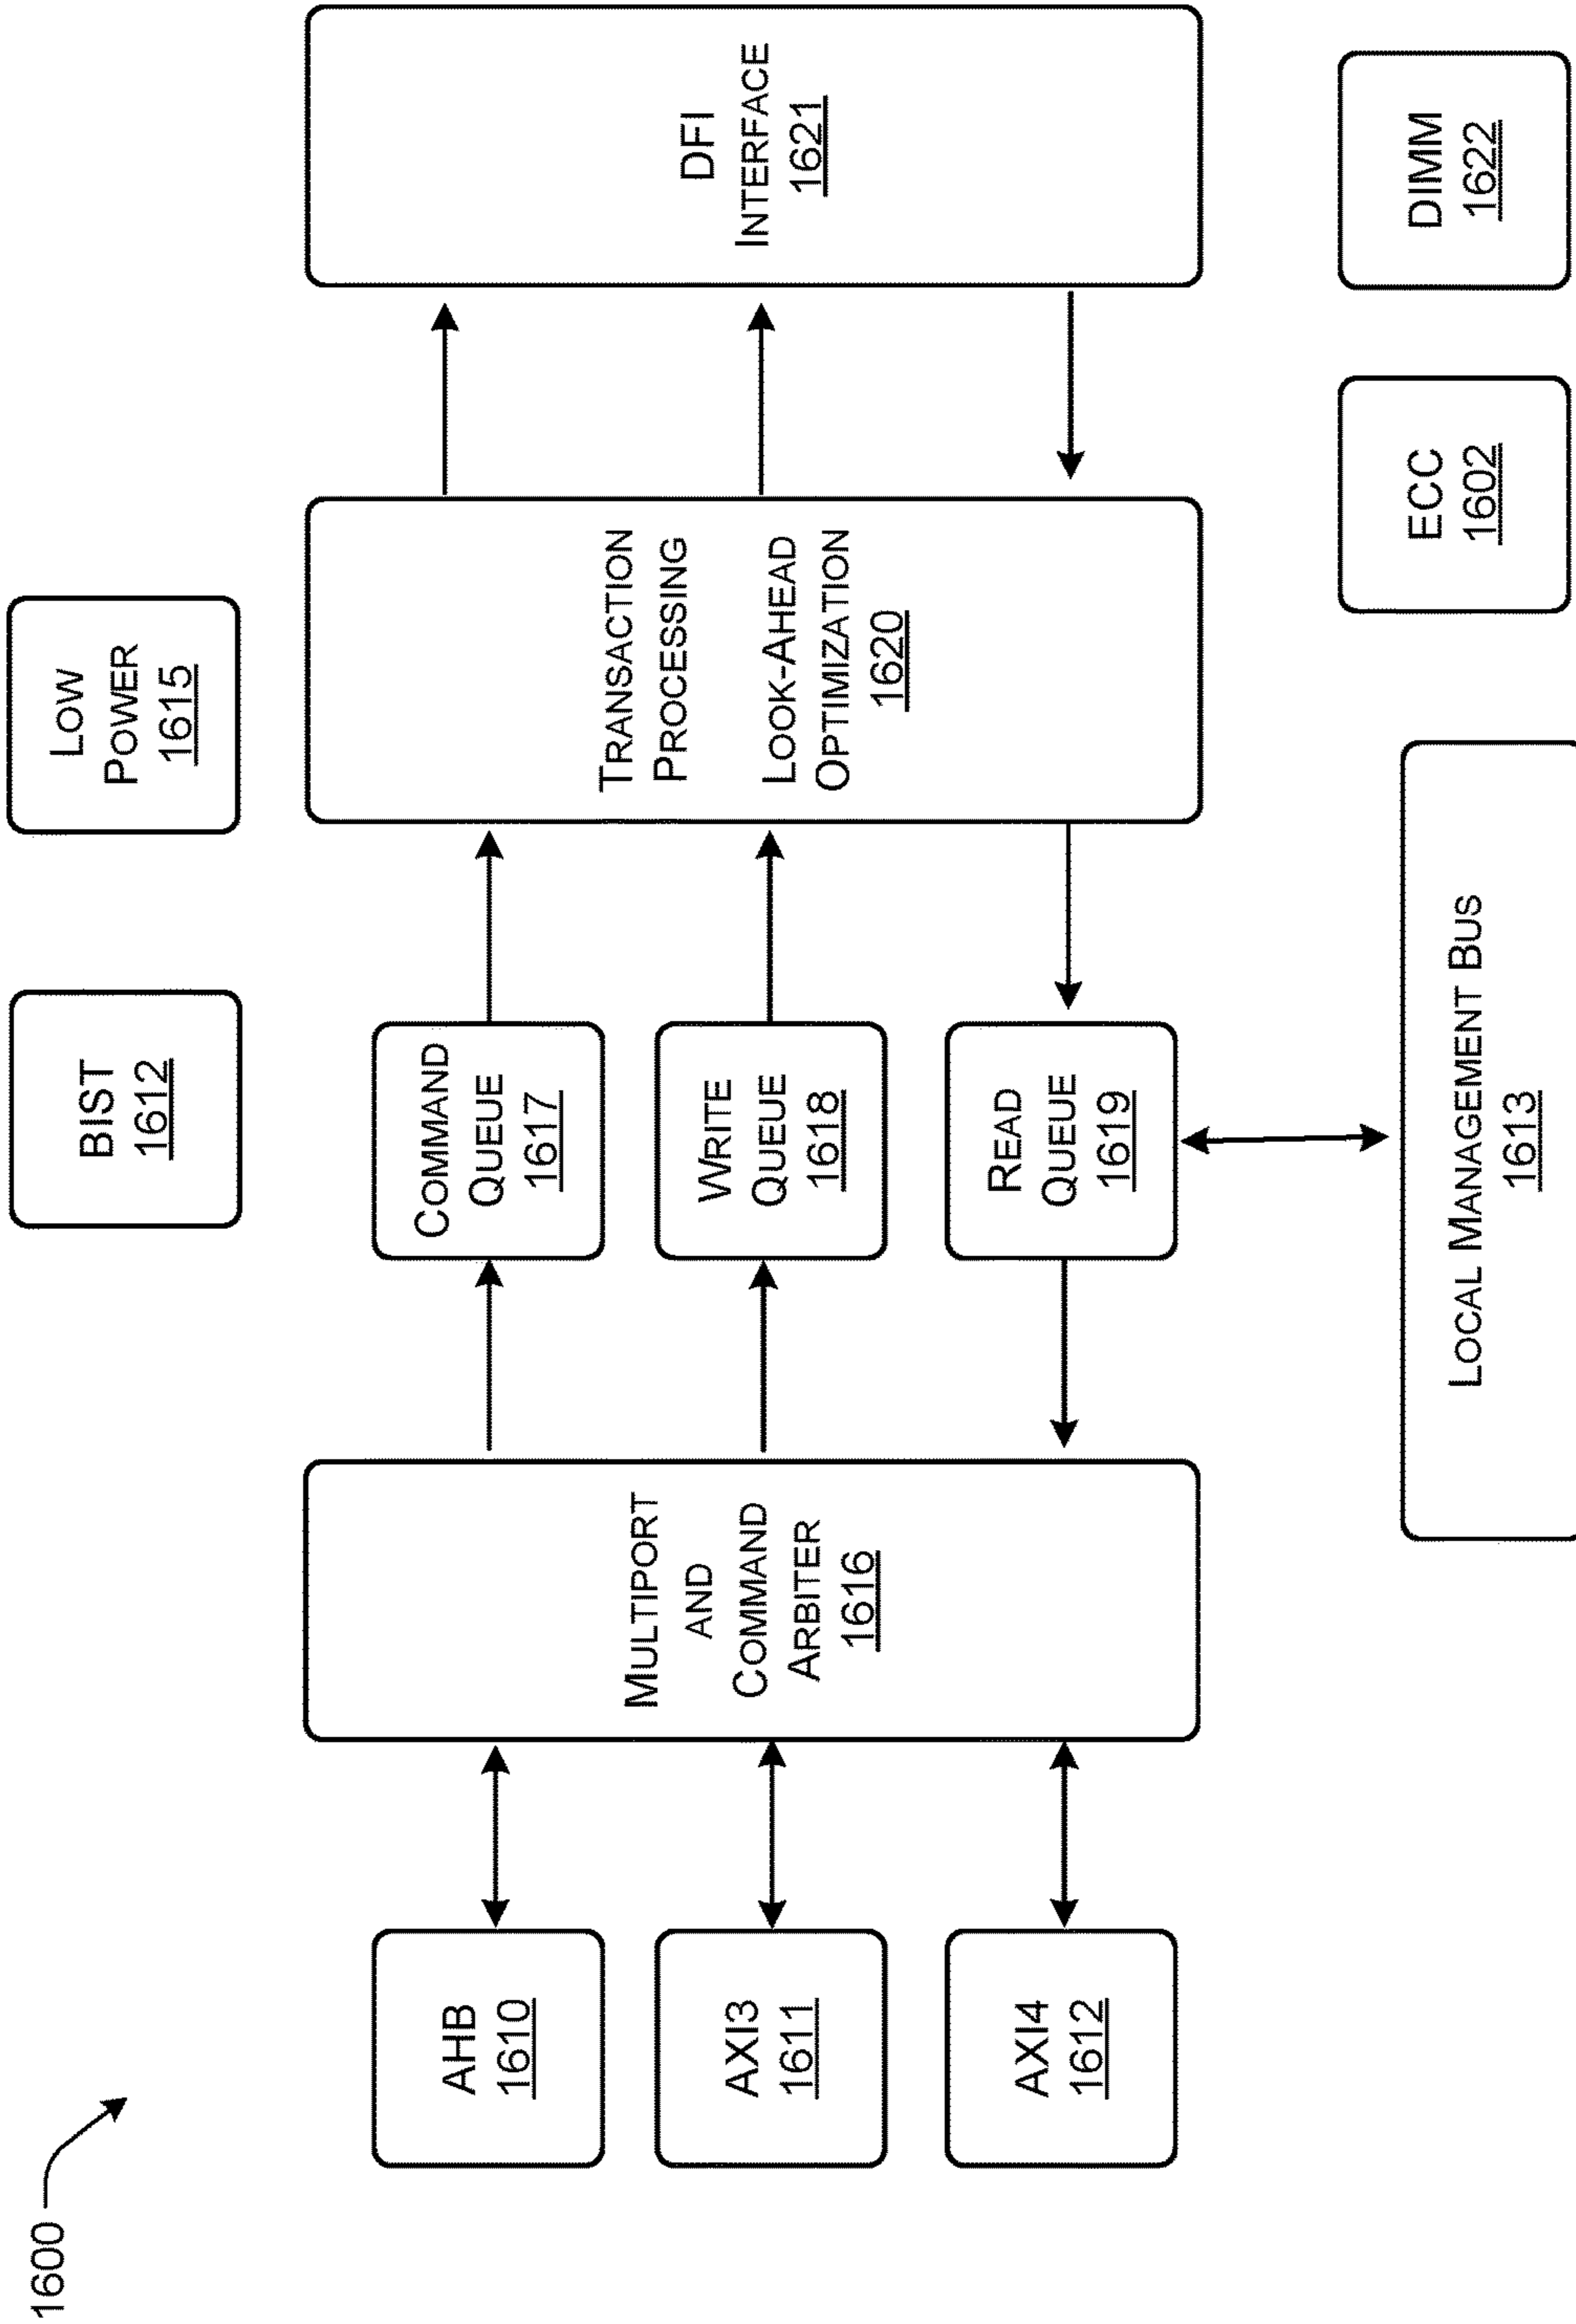 1600
BIST
1612
LOW
POWER
1615
AHB
1610
AXI3
1611
AXI4
1612
MULTIPORT
AND
COMMAND
ARBITER
1616
COMMAND
QUEUE
1617
WRITE
QUEUE
1618
READ
QUEUE
1619
TRANSACTION
PROCESSING
LOOK-AHEAD
OPTIMIZATION
1620
DFI
INTERFACE
1621
LOCAL MANAGEMENT BUS
1613
ECC
1602
DIMM
1622